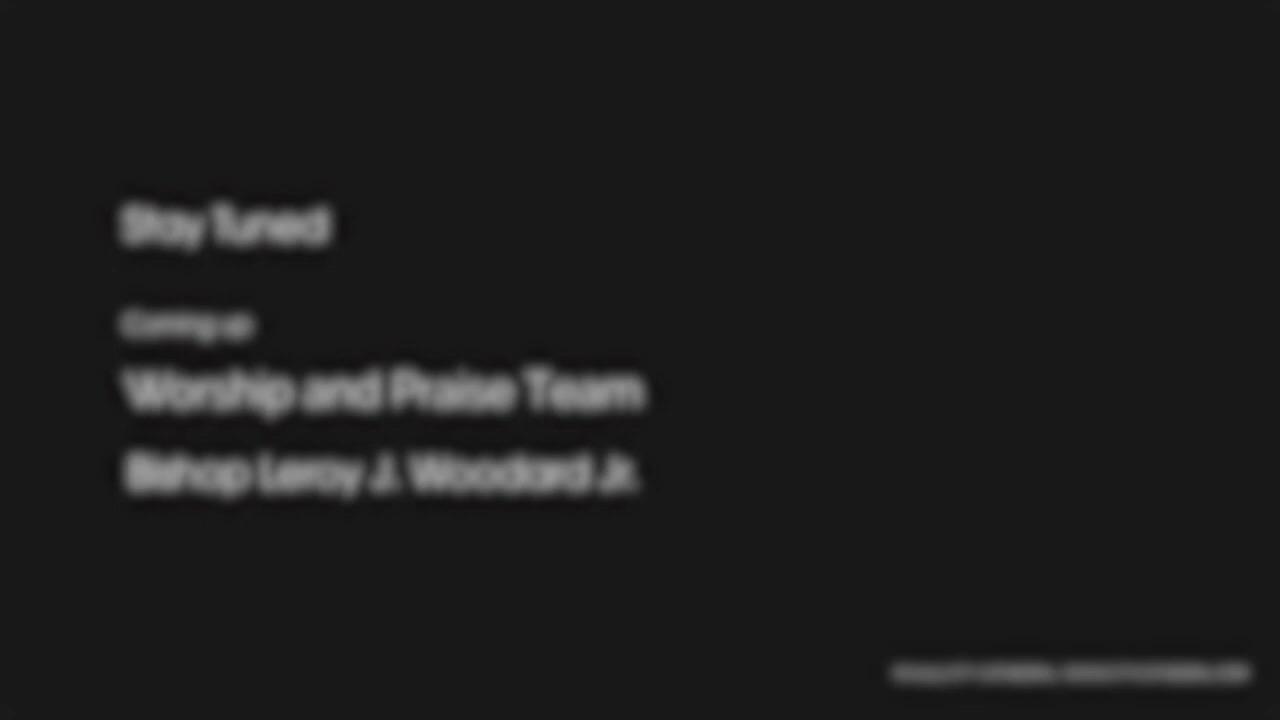 Stay Tuned
Coming up
Worship and Praise Team
Bishop Leroy J. Woodard Jr.